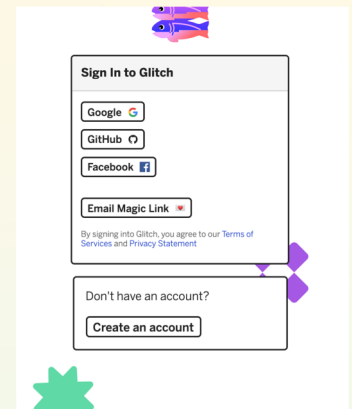 Sign In to Glitch
Google
GitHub
Facebook
Email Magic Link
By signing into Glitch, you agree to our Terms of
Services and Privacy Statement
Don't have an account?
Create an account